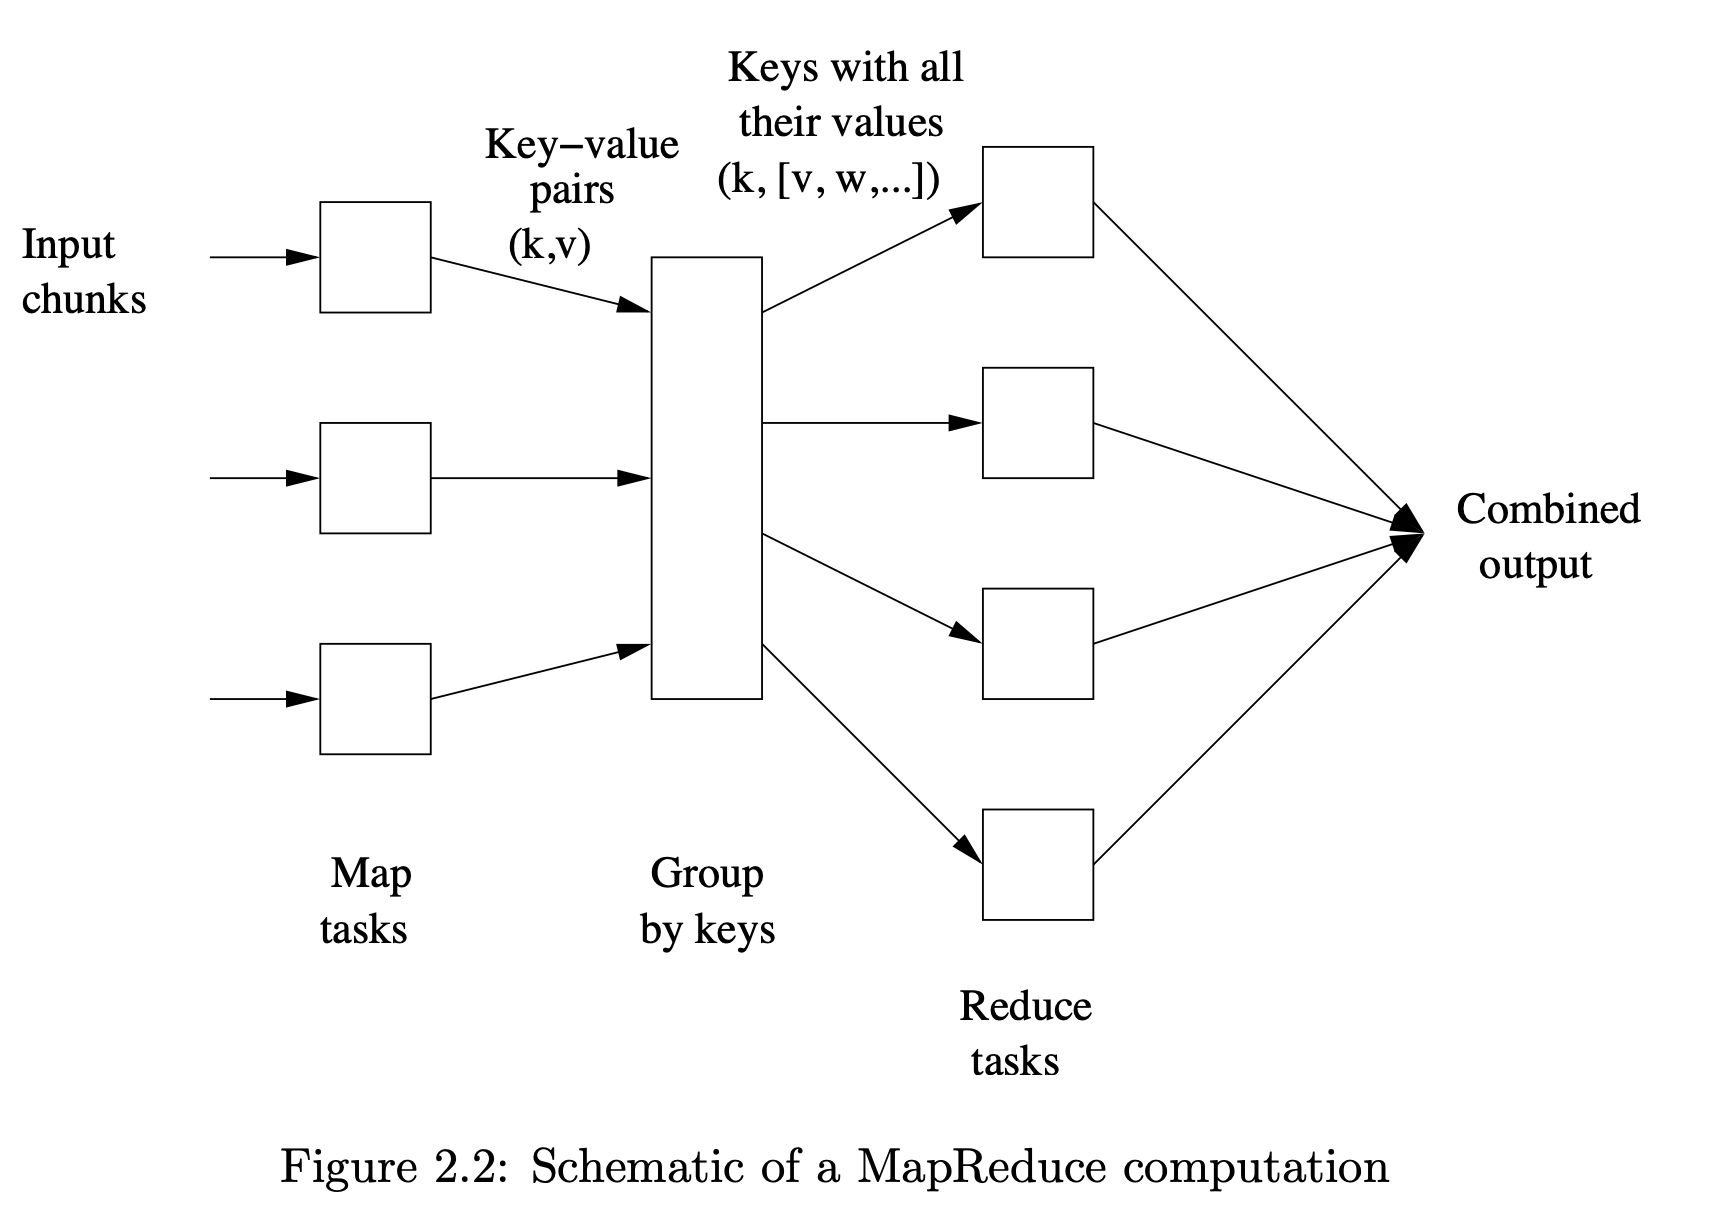 Keys with all
their values
(k, [v, w,...])
Key−value
pairs
(k,v)
Input
chunks
Combined
output
Map
tasks
Group
by keys
Reduce
tasks
Figure 2.2: Schematic of a MapReduce computation